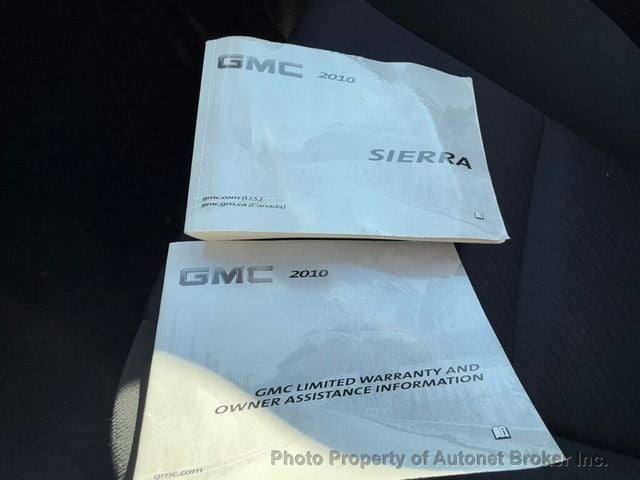 GMC 2010
SIERRA
gmc.com (U.S.)
gmc.gm.ca (Canada)
GMC 2010
GMC LIMITED WARRANTY AND
OWNER ASSISTANCE INFORMATION
gmc.com
Photo Property of Autonet Broker Inc.